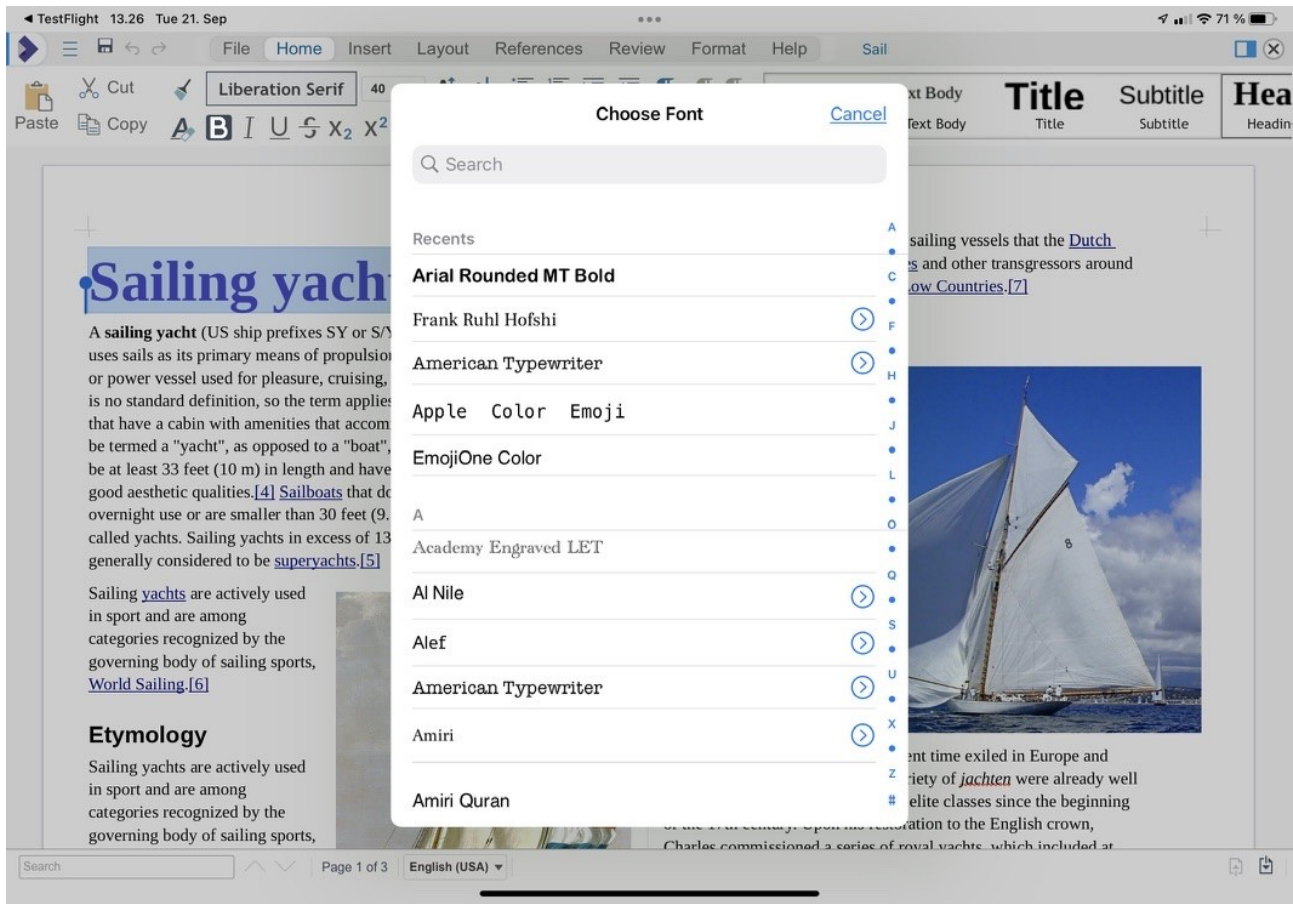 TestFlight 13.26 Tue 21. Sep
71 %
File Home Insert Layout References Review Format Help Sail
Paste
Cut
Copy
Liberation Serif 40
B I U S X₂ X²
Text Body
Title
Title
Subtitle
Subtitle
Choose Font
Cancel
Search
Recents
Arial Rounded MT Bold
Frank Ruhl Hofshi
American Typewriter
Apple Color Emoji
EmojiOne Color
A
Academy Engraved LET
Al Nile
Alef
American Typewriter
Amiri
Amiri Quran
A
C
F
H
J
L
O
Q
S
U
X
Z
#
Sailing
A sailing yacht (US ship prefixes SY or S/Y
uses sails as its primary means of
or power vessel used for pleasure, cruising,
is no standard definition, so the term applies
that have a cabin with amenities that
be termed a "yacht", as opposed to a "boat",
be at least 33 feet (10 m) in length and have
good aesthetic qualities.[4] Sailboats that
overnight use or are smaller than 30 feet (9.
called yachts. Sailing yachts in excess of 13
generally considered to be superyachts.[5]
Sailing yachts are actively used
in sport and are among
categories recognized by the
governing body of sailing sports,
World Sailing.[6]
Etymology
Sailing yachts are actively used
in sport and are among
categories recognized by the
governing body of sailing sports,
sailing vessels that the Dutch
and other transgressors around
Low Countries.[7]
8
time exiled in Europe and
of jachten were already well
elite classes since the beginning
of the 17th century. Upon his restoration to the English crown,
Charles commissioned a series of royal yachts, which included at
Search
Page 1 of 3
English (USA)